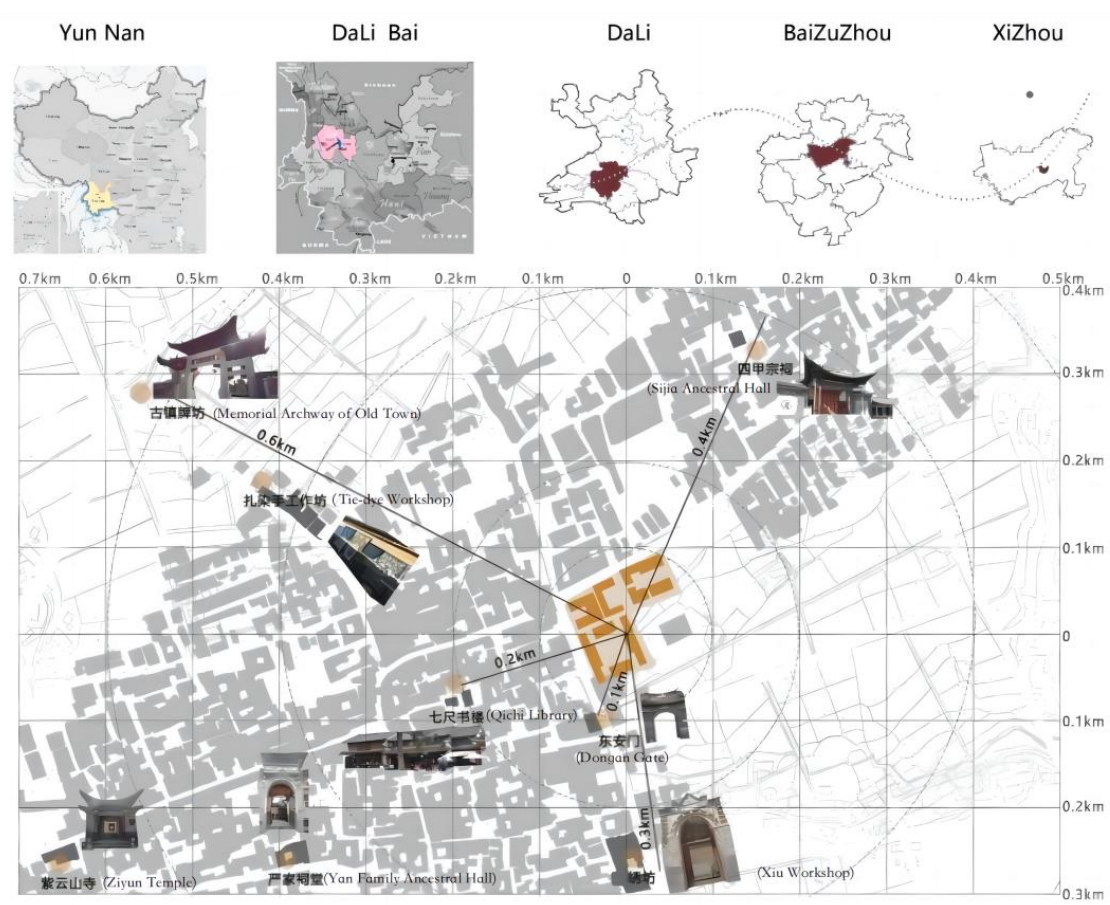 Yun Nan
DaLi Bai
DaLi
BaiZuZhou
XiZhou
0.7km 0.6km 0.5km 0.4km 0.3km 0.2km 0.1km 0 0.1km 0.2km 0.3km 0.4km 0.5km
0.4km
0.3km
0.2km
0.1km
0
0.1km
0.2km
0.3km
四甲宗祠
(Sijia Ancestral Hall
古镇牌坊 (Memorial Archway of Old Town)
0.6km
0.4km
扎染手工作坊 (Tie-dye Workshop)
0.2km
0.1km
七尺书楼 (Qichi Library)
东安门
(Dongan Gate)
0.3km
紫云山寺 (Ziyun Temple)
严家祠堂 (Yan Family Ancestral Hall)
绣坊
(Xiu Workshop)